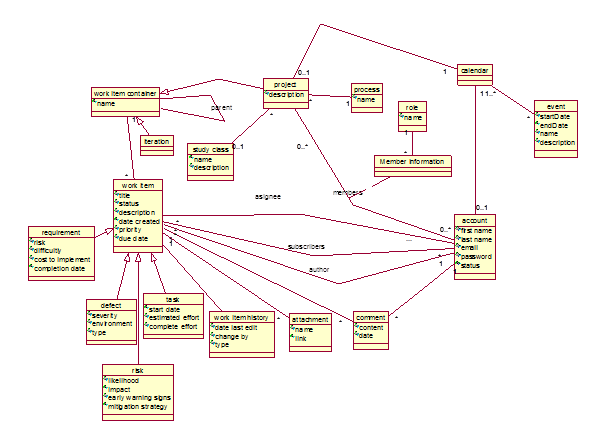 0..1
1
calendar
work item container
name
parent
project
description
process
name
1
*
role
name
1
1..*
*
event
startDate
endDate
name
description
iteration
1
study class
name
description
0..1
*
0..*
Member Information
members
work item
title
status
description
date created
priority
due date
asignee
subscribers
author
0..1
0..*
account
first name
last name
email
password
status
requirement
risk
difficulty
cost to implement
completion date
defect
severity
environment
type
task
start date
estimated effort
complete effort
work item history
date last edit
change by
type
attachment
name
link
comment
content
date
risk
likelihood
impact
early warning signs
mitigation strategy